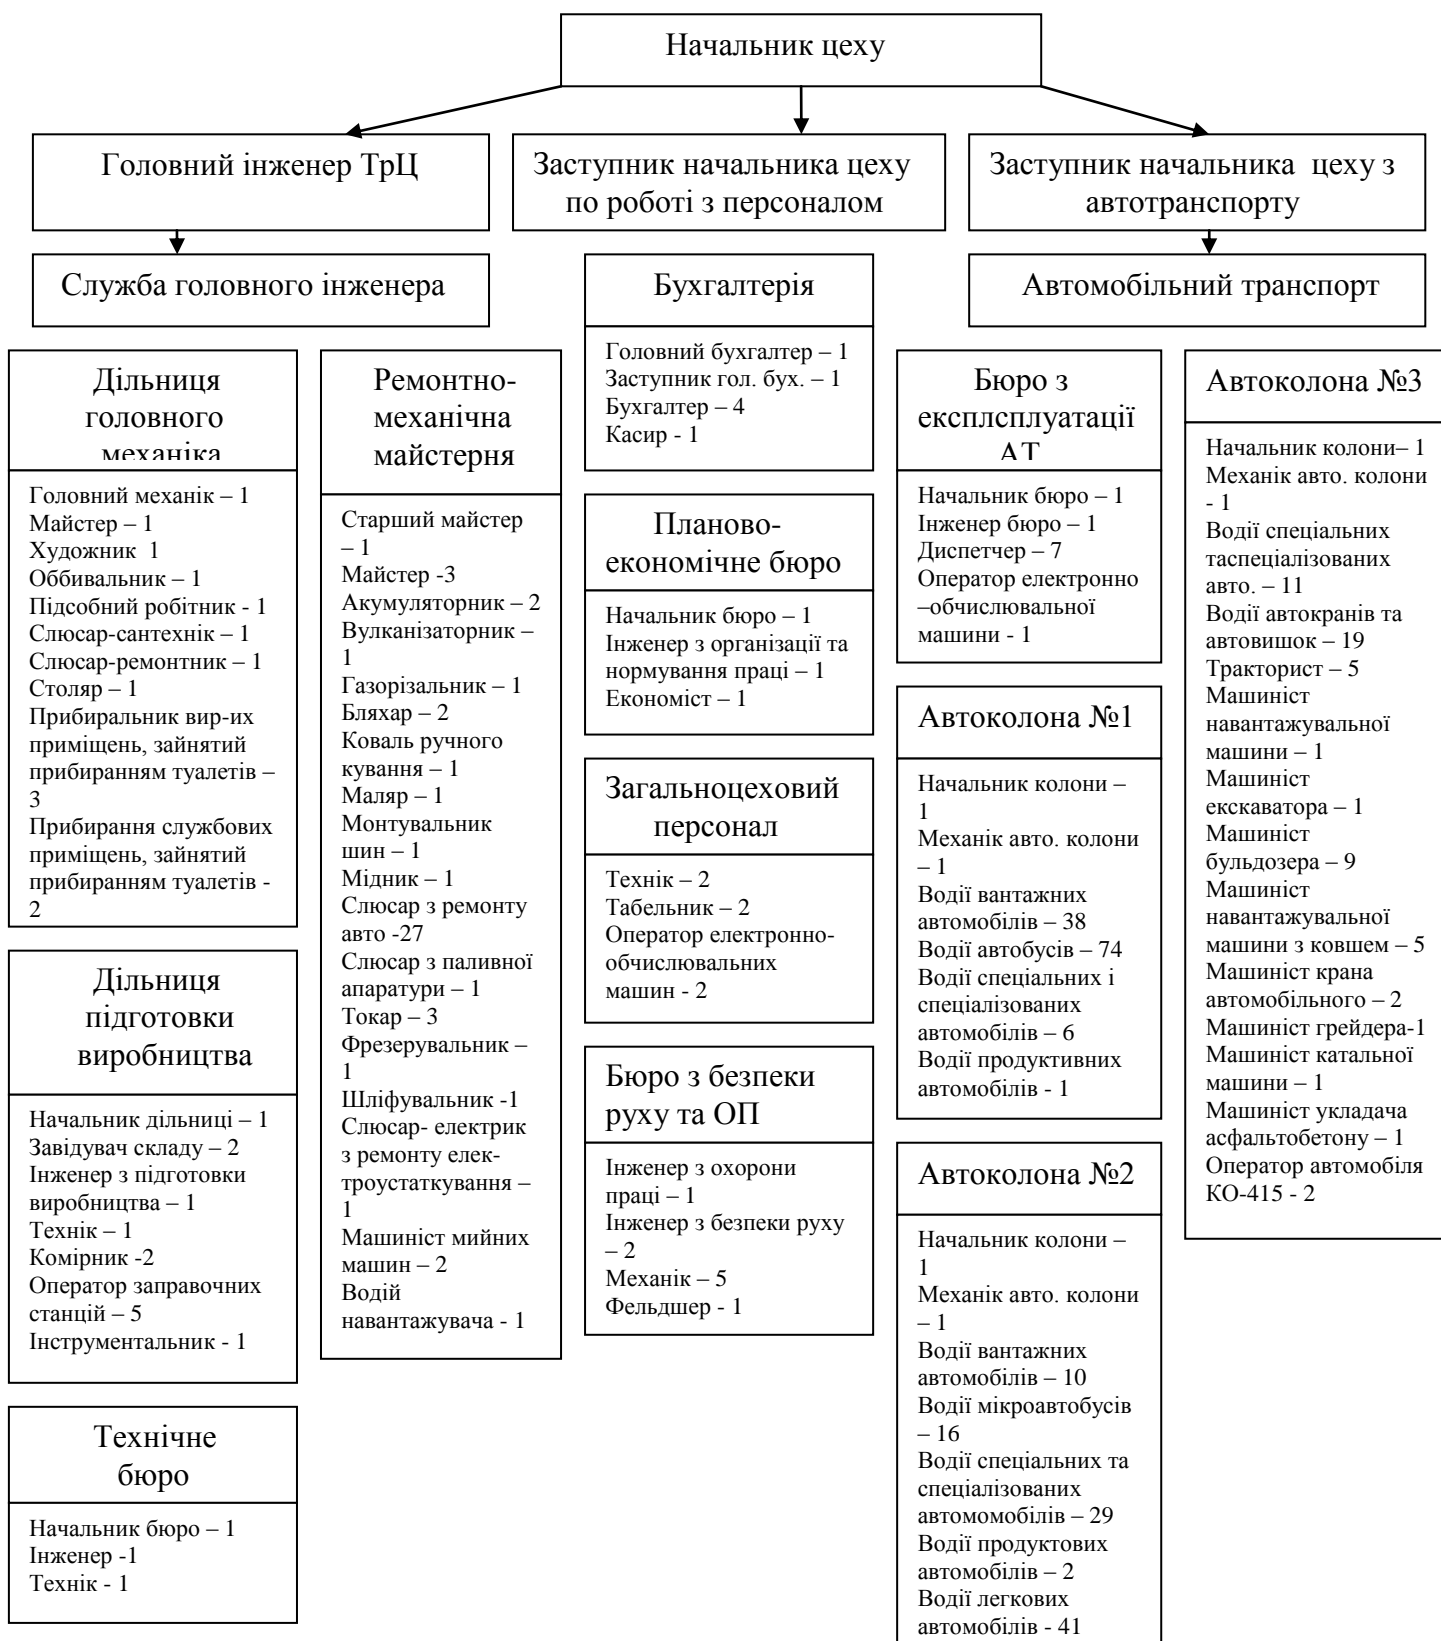 Начальник цеху
Головний інженер ТрЦ
Заступник начальника цеху
по роботі з персоналом
Заступник начальника цеху з
автотранспорту
Служба головного інженера
Бухгалтерія
Головний бухгалтер – 1
Заступник гол. бух. – 1
Бухгалтер – 4
Касир - 1
Автомобільний транспорт
Дільниця
головного
механіка
Головний механік – 1
Майстер – 1
Художник 1
Оббивальник – 1
Підсобний робітник - 1
Слюсар-сантехнік – 1
Слюсар-ремонтник – 1
Столяр – 1
Прибиральник вир-их
приміщень, зайнятий
прибиранням туалетів –
3
Прибирання службових
приміщень, зайнятий
прибиранням туалетів -
2
Дільниця
підготовки
виробництва
Начальник дільниці – 1
Завідувач складу – 2
Інженер з підготовки
виробництва – 1
Технік – 1
Комірник -2
Оператор заправочних
станцій – 5
Інструментальник - 1
Технічне
бюро
Начальник бюро – 1
Інженер -1
Технік - 1
Ремонтно-
механічна
майстерня
Старший майстер
– 1
Майстер -3
Акумуляторник – 2
Вулканізаторник –
1
Газорізальник – 1
Бляхар – 2
Коваль ручного
кування – 1
Маляр – 1
Монтувальник
шин – 1
Мідник – 1
Слюсар з ремонту
авто -27
Слюсар з паливної
апаратури – 1
Токар – 3
Фрезерувальник –
1
Шліфувальник -1
Слюсар- електрик
з ремонту елек-
троустаткування –
1
Машиніст мийних
машин – 2
Водій
навантажувача - 1
Планово-
економічне бюро
Начальник бюро – 1
Інженер з організації та
нормування праці – 1
Економіст – 1
Загальноцеховий
персонал
Технік – 2
Табельник – 2
Оператор електронно-
обчислювальних
машин - 2
Бюро з безпеки
руху та ОП
Інженер з охорони
праці – 1
Інженер з безпеки руху
– 2
Механік – 5
Фельдшер - 1
Бюро з
експлсплуатації
АТ
Начальник бюро – 1
Інженер бюро – 1
Диспетчер – 7
Оператор електронно
–обчислювальної
машини - 1
Автоколона №1
Начальник колони –
1
Механік авто. колони
– 1
Водії вантажних
автомобілів – 38
Водії автобусів – 74
Водії спеціальних і
спеціалізованих
автомобілів – 6
Водії продуктивних
автомобілів - 1
Автоколона №2
Начальник колони –
1
Механік авто. колони
– 1
Водії вантажних
автомобілів – 10
Водії мікроавтобусів
– 16
Водії спеціальних та
спеціалізованих
автомомобілів – 29
Водії продуктових
автомобілів – 2
Водії легкових
автомобілів - 41
Автоколона №3
Начальник колони– 1
Механік авто. колони
- 1
Водії спеціальних
таспеціалізованих
авто. – 11
Водії автокранів та
автовишок – 19
Тракторист – 5
Машиніст
навантажувальної
машини – 1
Машиніст
екскаватора – 1
Машиніст
бульдозера – 9
Машиніст
навантажувальної
машини з ковшем – 5
Машиніст крана
автомобільного – 2
Машиніст грейдера-1
Машиніст катальної
машини – 1
Машиніст укладача
асфальтобетону – 1
Оператор автомобіля
КО-415 - 2